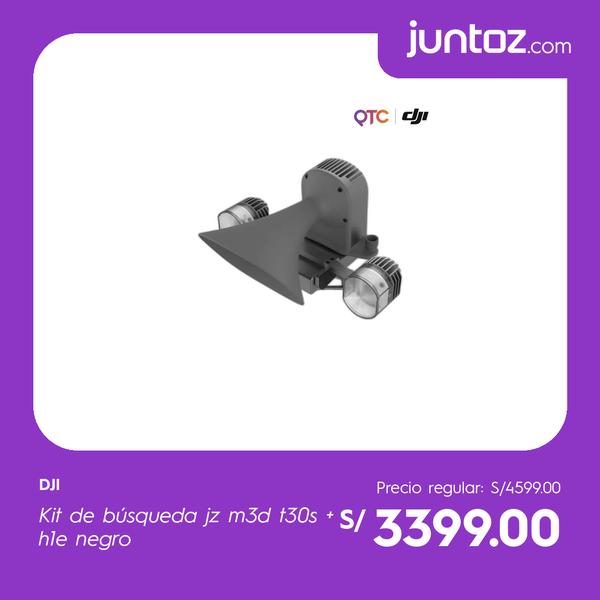 juntoz.com
QTC | dji
DJI
Precio regular: S/4599.00
Kit de búsqueda jz m3d t30s +
h1e negro
S/ 3399.00